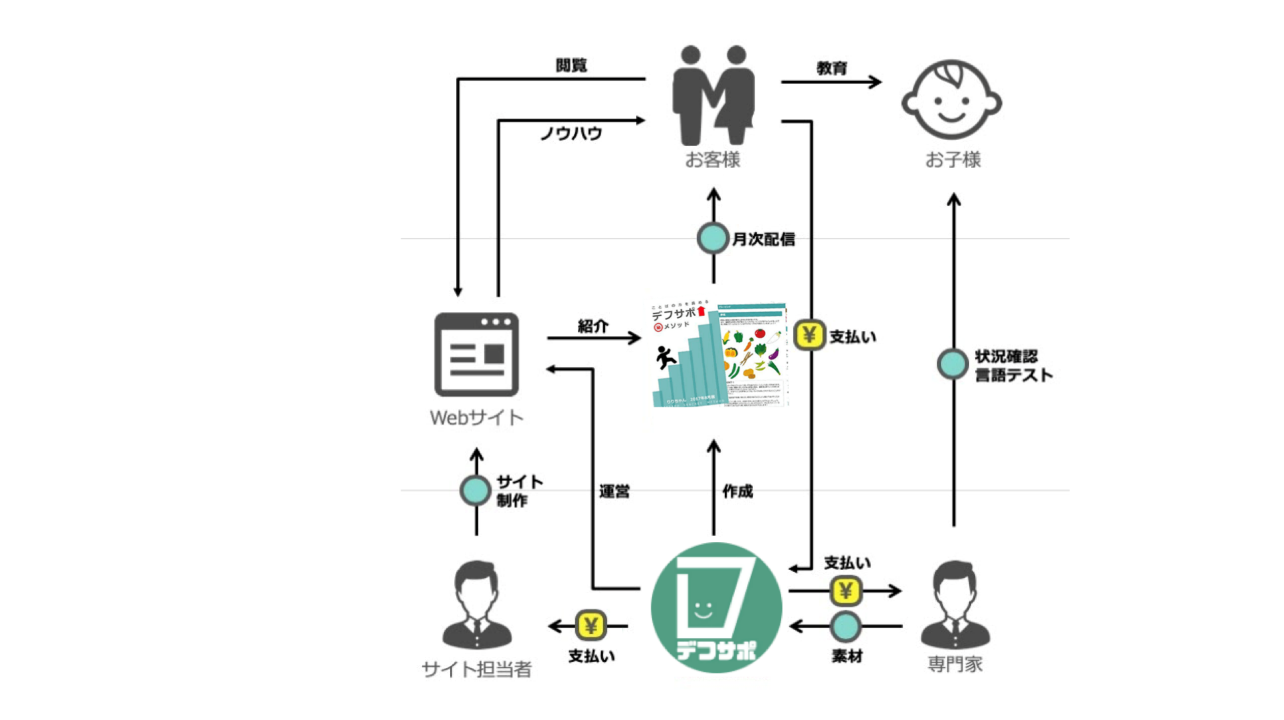 閲覧
教育
ノウハウ
お客様
お子様
月次配信
デフサポ
メソッド
紹介
¥
支払い
状況確認
言語テスト
Webサイト
サイト
制作
運営
作成
支払い
¥
¥
デフサポ
支払い
素材
サイト担当者
専門家